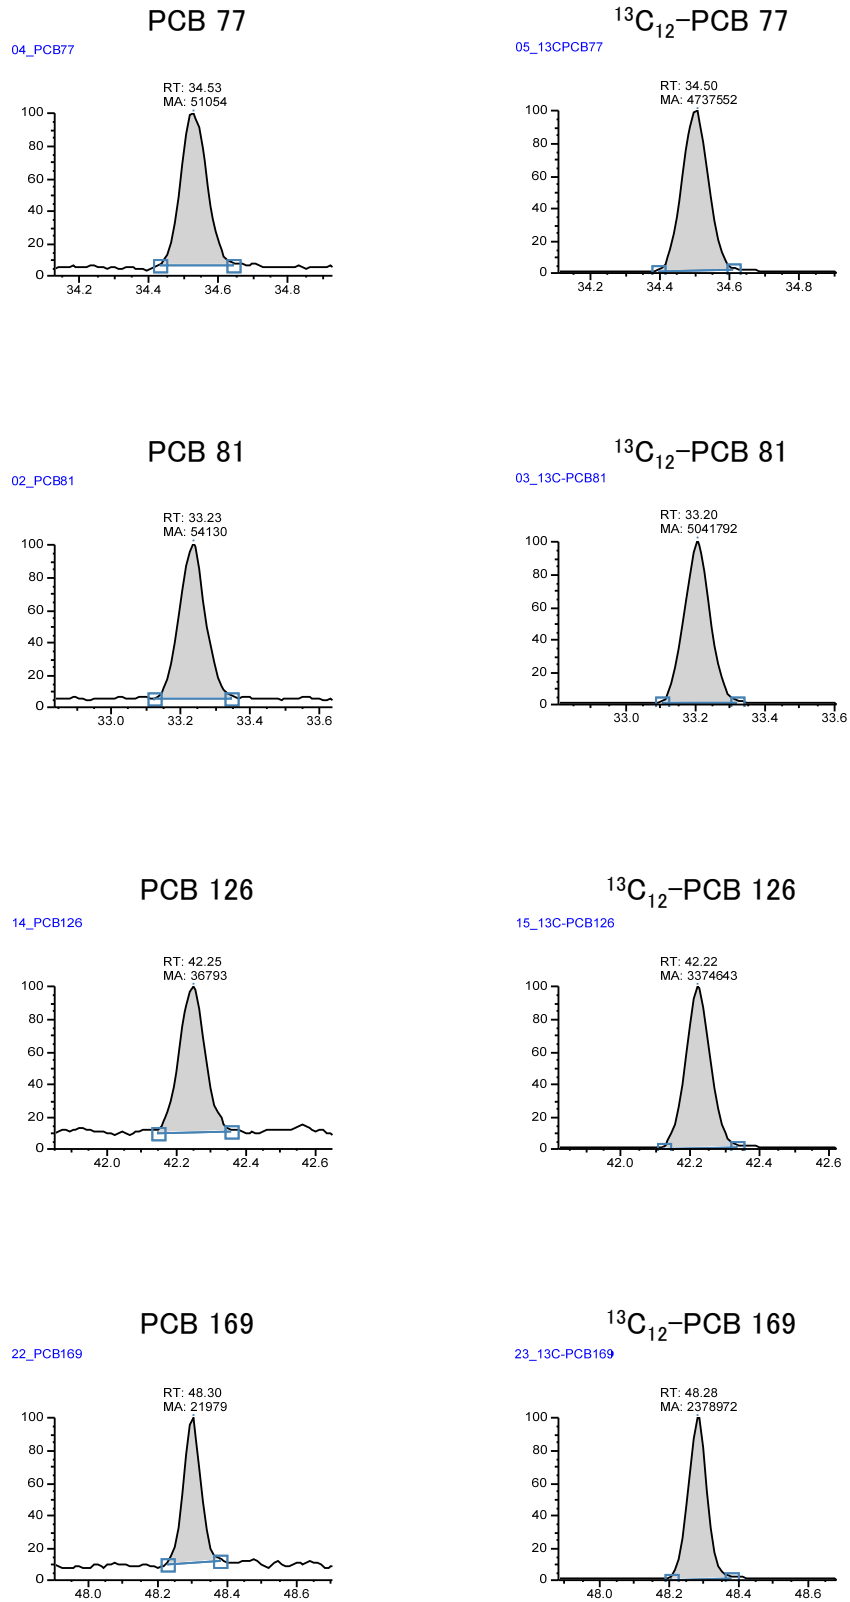 PCB 77
04_PCB77
RT: 34.53
MA: 51054
100
80
60
40
20
0
34.2 34.4 34.6 34.8
¹³C₁₂-PCB 77
05_13CPCB77
RT: 34.50
MA: 4737552
100
80
60
40
20
0
34.2 34.4 34.6 34.8
PCB 81
02_PCB81
RT: 33.23
MA: 54130
100
80
60
40
20
0
33.0 33.2 33.4 33.6
¹³C₁₂-PCB 81
03_13C-PCB81
RT: 33.20
MA: 5041792
100
80
60
40
20
0
33.0 33.2 33.4 33.6
PCB 126
14_PCB126
RT: 42.25
MA: 36793
100
80
60
40
20
0
42.0 42.2 42.4 42.6
¹³C₁₂-PCB 126
15_13C-PCB126
RT: 42.22
MA: 3374643
100
80
60
40
20
0
42.0 42.2 42.4 42.6
PCB 169
22_PCB169
RT: 48.30
MA: 21979
100
80
60
40
20
0
48.0 48.2 48.4 48.6
¹³C₁₂-PCB 169
23_13C-PCB169
RT: 48.28
MA: 2378972
100
80
60
40
20
0
48.0 48.2 48.4 48.6